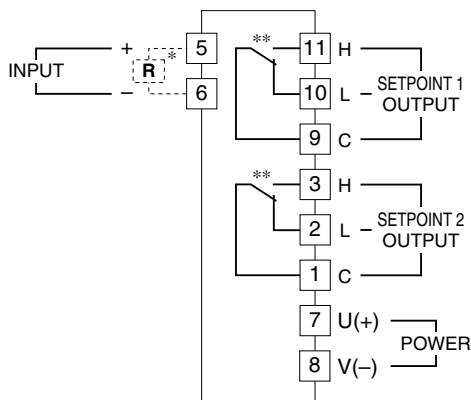 INPUT
+
–
R
*
5
6
**
11 H
10 L
9 C
SETPOINT 1
OUTPUT
**
3 H
2 L
1 C
SETPOINT 2
OUTPUT
7 U(+)
8 V(–)
POWER